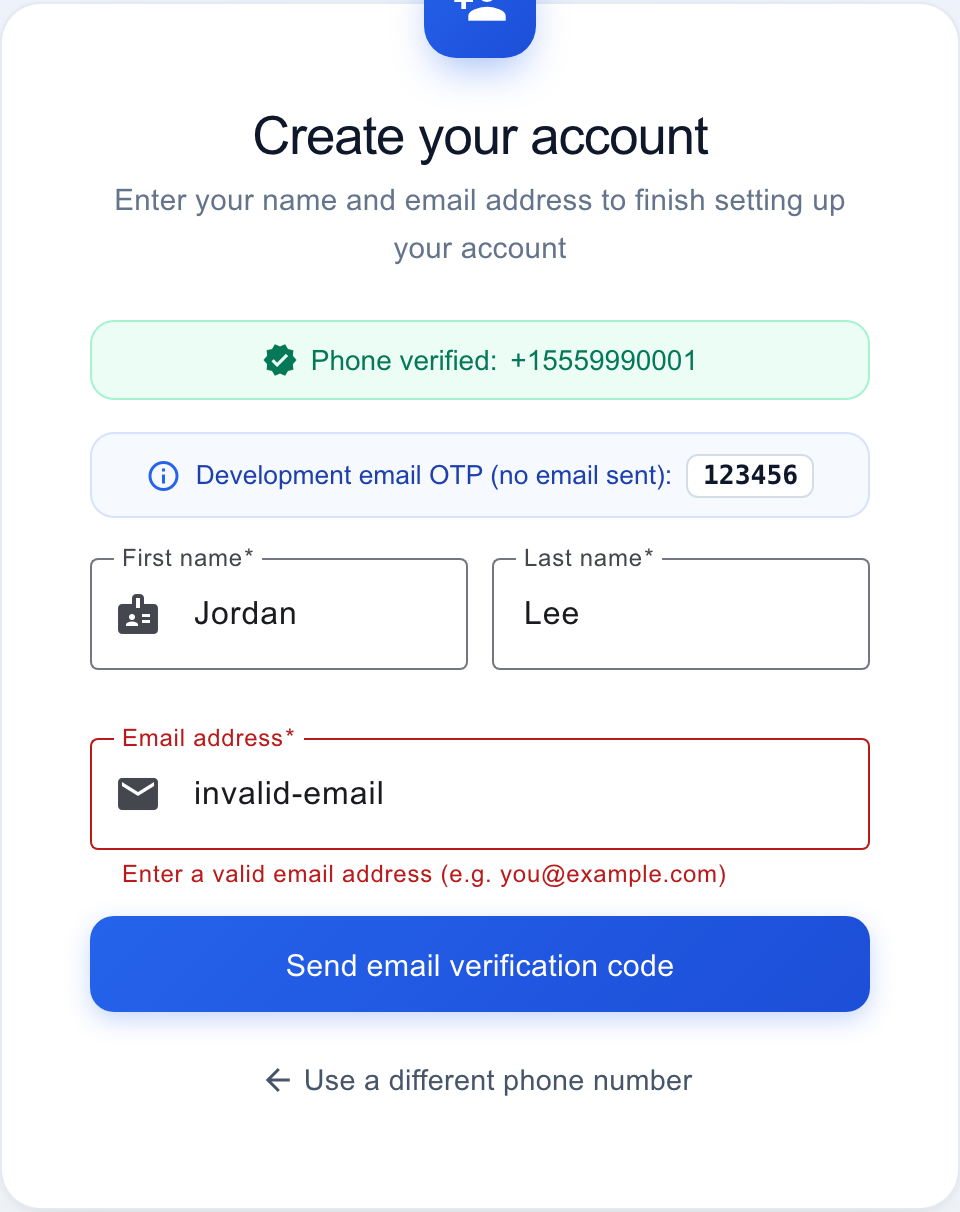 Create your account
Enter your name and email address to finish setting up
your account
Phone verified: +15559990001
Development email OTP (no email sent): 123456
First name*
Jordan
Last name*
Lee
Email address*
invalid-email
Enter a valid email address (e.g. you@example.com)
Send email verification code
Use a different phone number